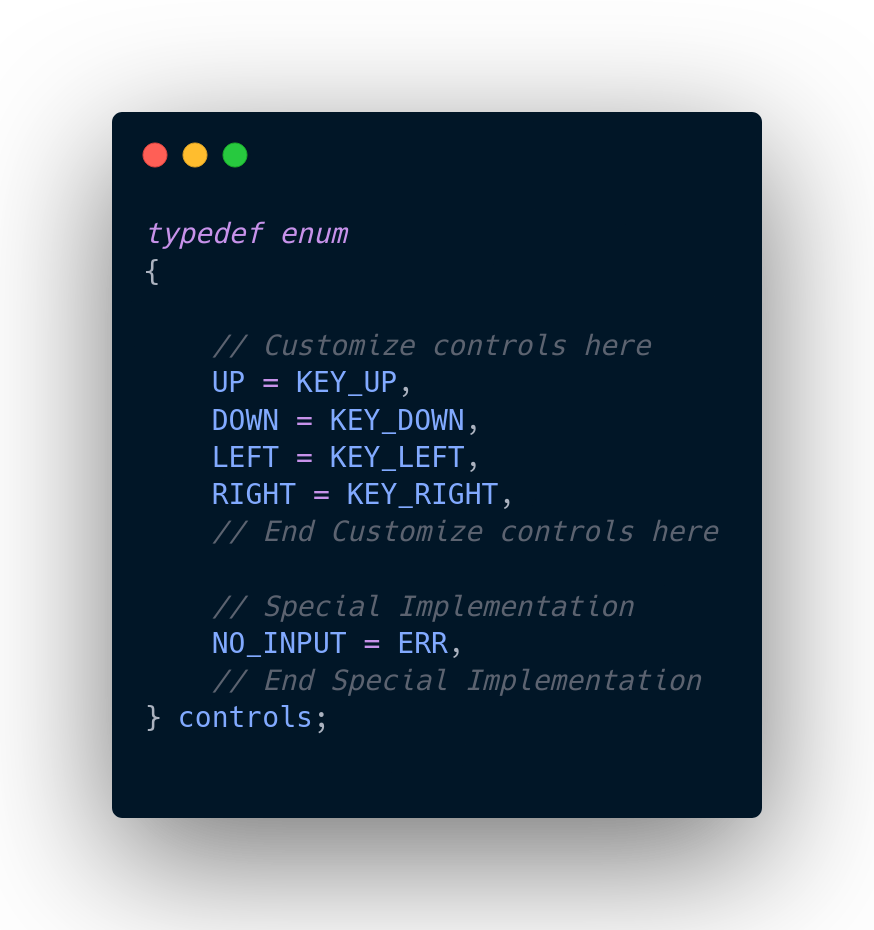 typedef enum
{
    // Customize controls here
    UP = KEY_UP,
    DOWN = KEY_DOWN,
    LEFT = KEY_LEFT,
    RIGHT = KEY_RIGHT,
    // End Customize controls here
    // Special Implementation
    NO_INPUT = ERR,
    // End Special Implementation
} controls;